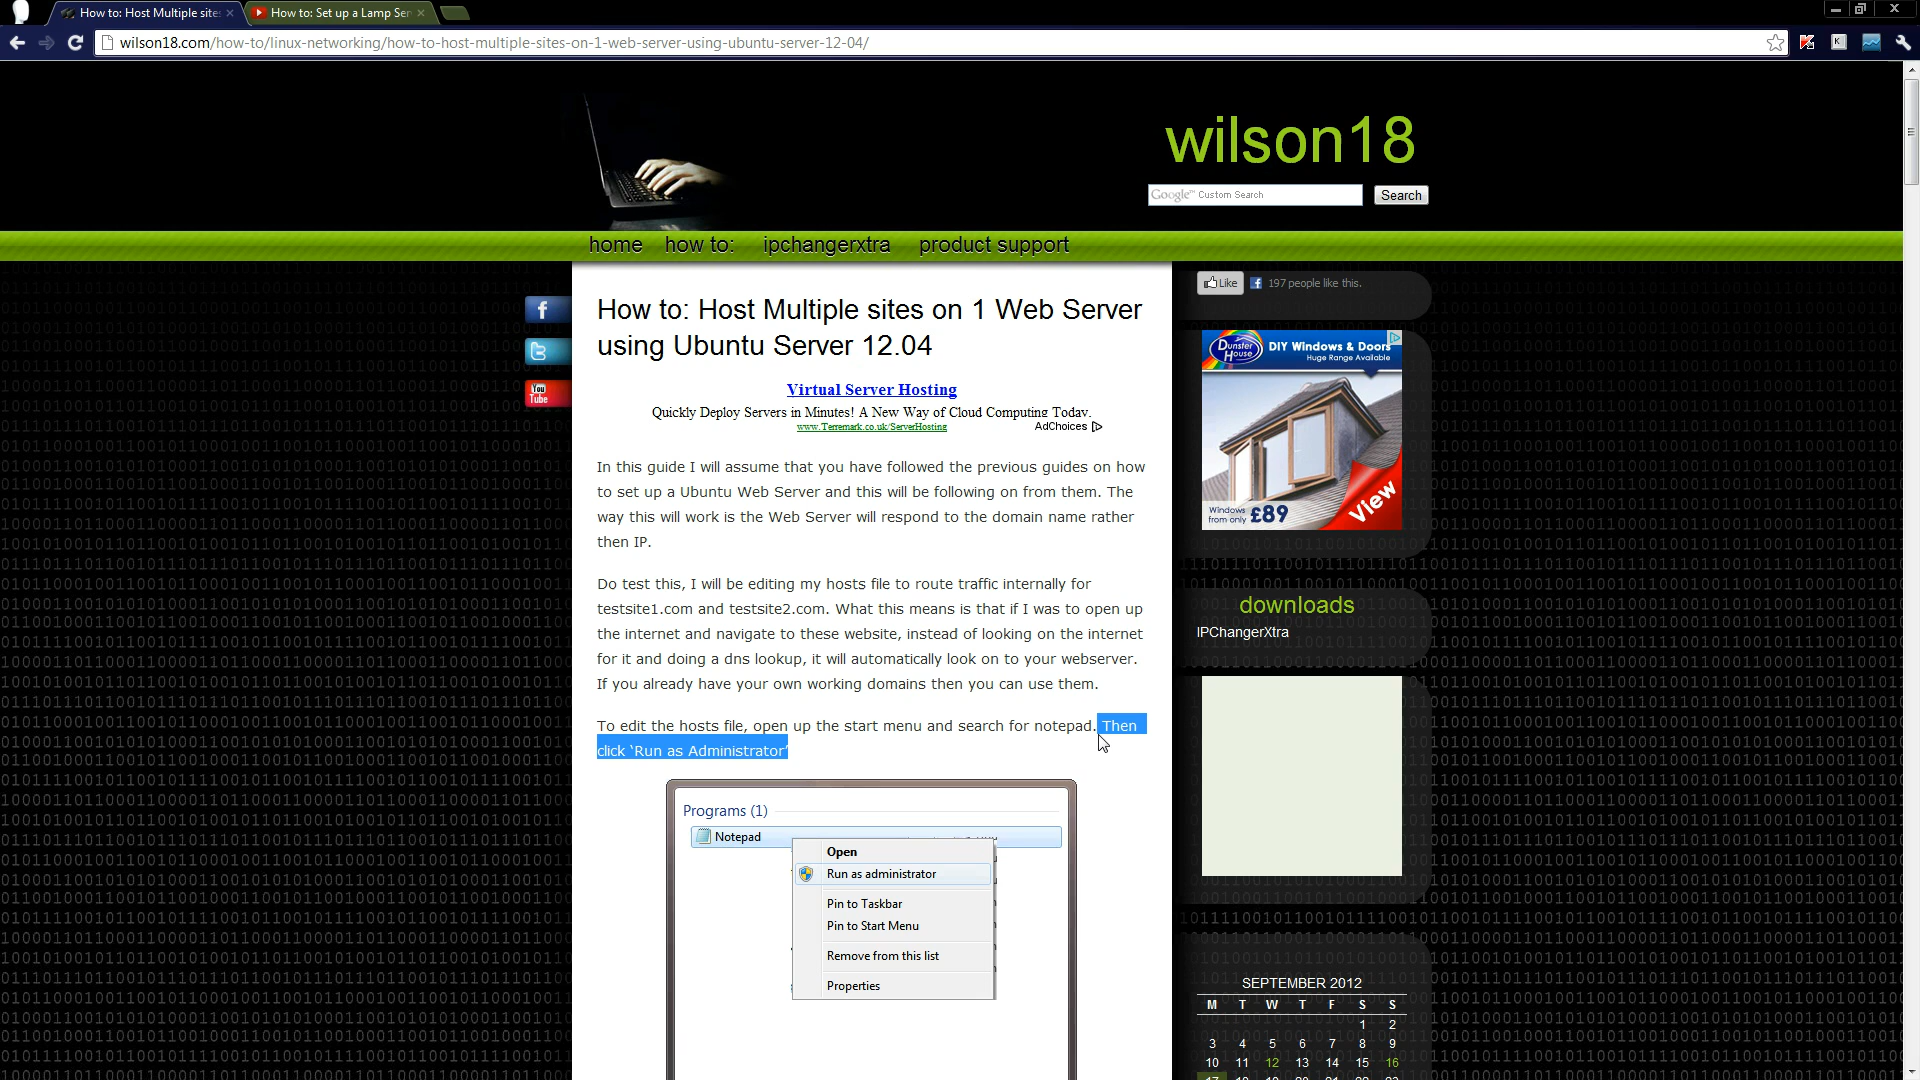 How to: Host Multiple site:
How to: Set up a Lamp Ser
wilson18.com/how-to/linux-networking/how-to-host-multiple-sites-on-1-web-server-using-ubuntu-server-12-04/
wilson18
Google™ Custom Search
Search
home how to: ipchangerxtra product support
Like 197 people like this.
How to: Host Multiple sites on 1 Web Server
using Ubuntu Server 12.04
You
Tube
Virtual Server Hosting
Quickly Deploy Servers in Minutes! A New Way of Cloud Computing Today.
www.Terremark.co.uk/ServerHosting
AdChoices
In this guide I will assume that you have followed the previous guides on how
to set up a Ubuntu Web Server and this will be following on from them. The
way this will work is the Web Server will respond to the domain name rather
then IP.
Do test this, I will be editing my hosts file to route traffic internally for
testsite1.com and testsite2.com. What this means is that if I was to open up
the internet and navigate to these website, instead of looking on the internet
for it and doing a dns lookup, it will automatically look on to your webserver.
If you already have your own working domains then you can use them.
To edit the hosts file, open up the start menu and search for notepad. Then
click ‘Run as Administrator’
Programs (1)
Notepad
Open
Run as administrator
Pin to Taskbar
Pin to Start Menu
Remove from this list
Properties
Dunster
House
DIY Windows & Doors
Huge Range Available
Windows
from only £89
View
downloads
IPChangerXtra
SEPTEMBER 2012
M T W T F S S
1 2
3 4 5 6 7 8 9
10 11 12 13 14 15 16